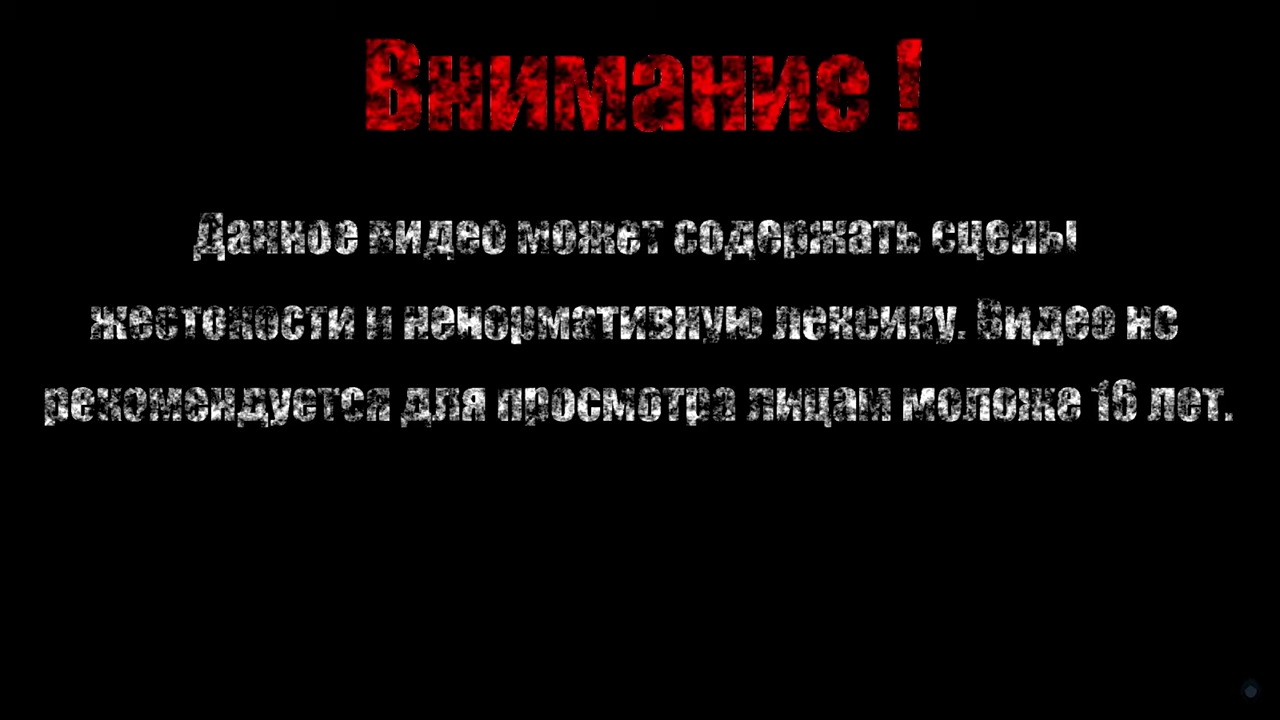 Внимание !
Данное видео может содержать сцены
жестокости и ненормативную лексику. Видео не
рекомендуется для просмотра лицам моложе 16 лет.